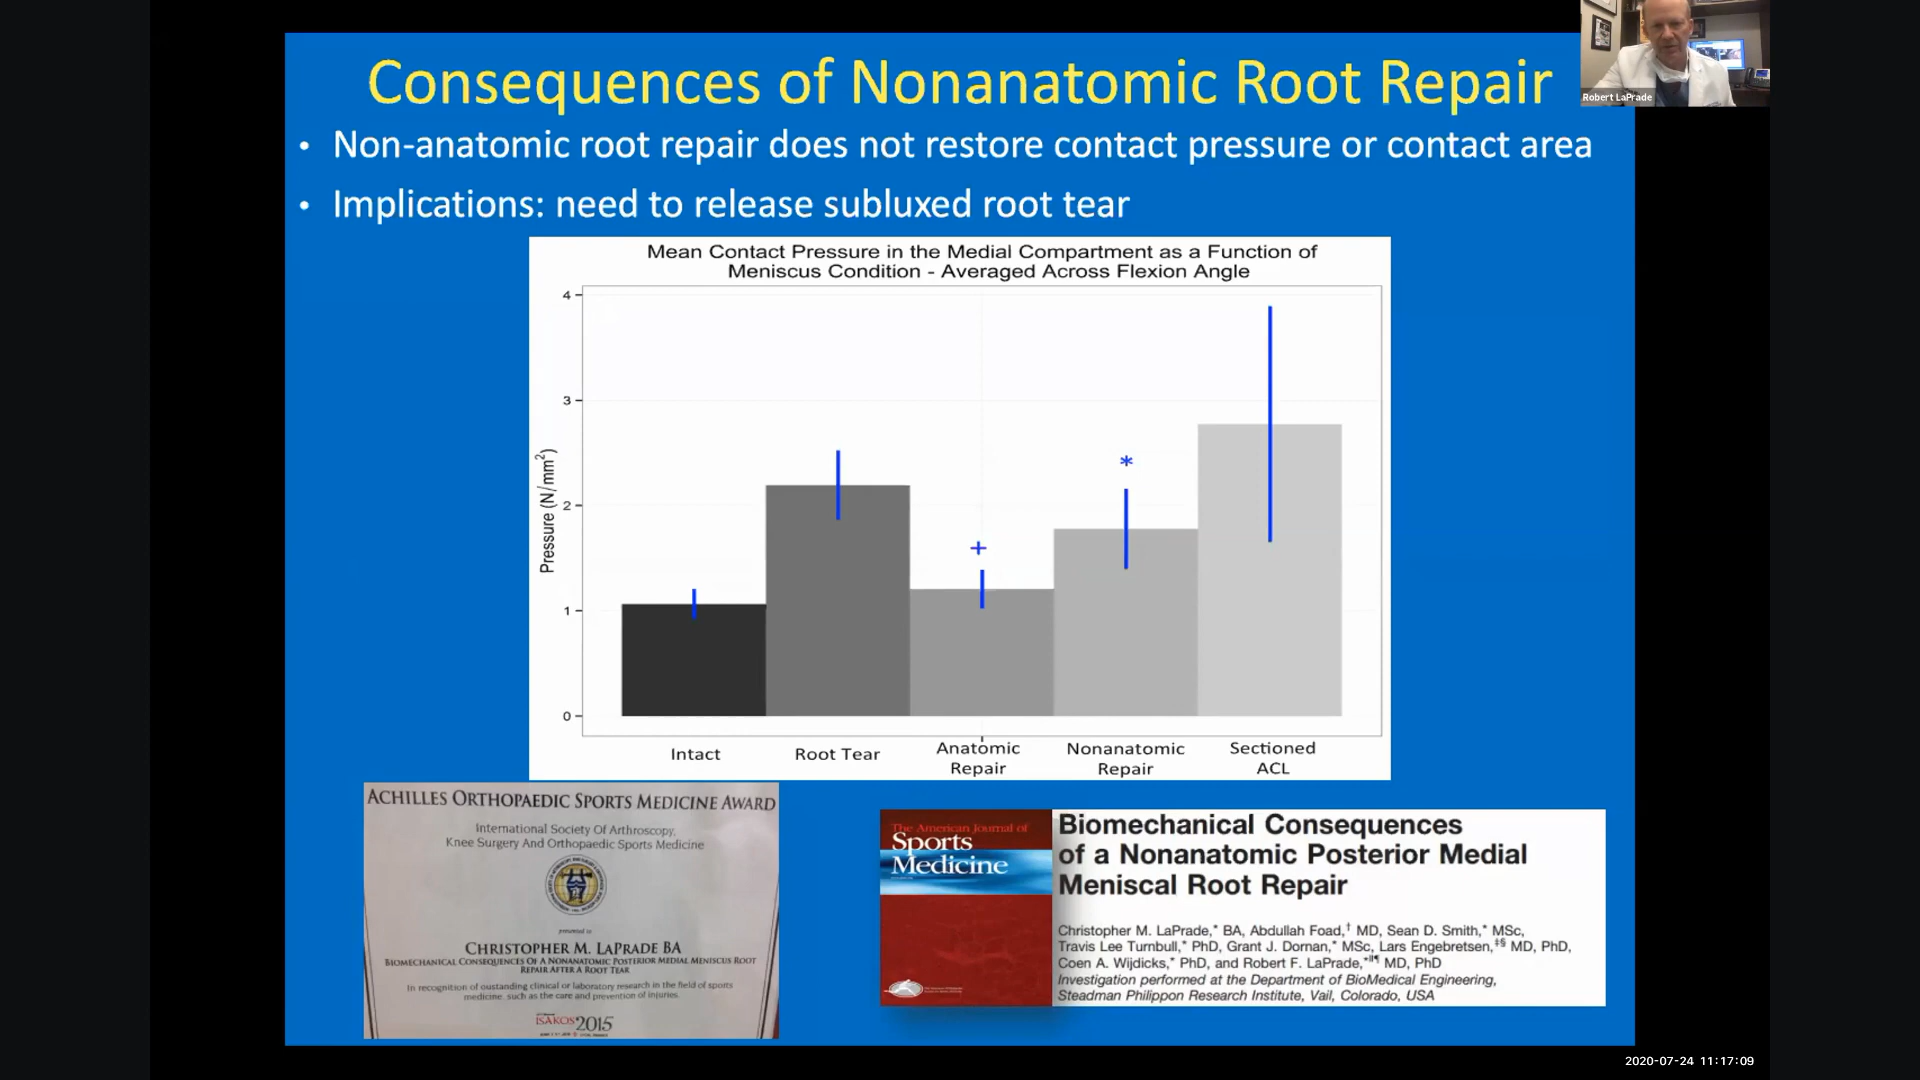 Consequences of Nonanatomic Root Repair
Robert LaPrade
• Non-anatomic root repair does not restore contact pressure or contact area
• Implications: need to release subluxed root tear
Mean Contact Pressure in the Medial Compartment as a Function of
Meniscus Condition - Averaged Across Flexion Angle
Pressure (N/mm²)
4
3
2
1
0
+
*
Intact
Root Tear
Anatomic
Repair
Nonanatomic
Repair
Sectioned
ACL
ACHILLES ORTHOPAEDIC SPORTS MEDICINE AWARD
International Society Of Arthroscopy,
Knee Surgery And Orthopaedic Sports Medicine
presented to
CHRISTOPHER M. LAPRADE BA
BIOMECHANICAL CONSEQUENCES OF A NONANATOMIC POSTERIOR MEDIAL MENISCUS ROOT
REPAIR AFTER A ROOT TEAR
In recognition of oustanding clinical or laboratory research in the field of sports
medicine, such as the care and prevention of injuries.
ISAKOS 2015
The American Journal of
Sports
Medicine
Biomechanical Consequences
of a Nonanatomic Posterior Medial
Meniscal Root Repair
Christopher M. LaPrade,* BA, Abdullah Foad,† MD, Sean D. Smith,* MSc,
Travis Lee Turnbull,* PhD, Grant J. Dornan,* MSc, Lars Engebretsen,‡§ MD, PhD,
Coen A. Wijdicks,* PhD, and Robert F. LaPrade,*||¶ MD, PhD
Investigation performed at the Department of BioMedical Engineering,
Steadman Philippon Research Institute, Vail, Colorado, USA
2020-07-24 11:17:09